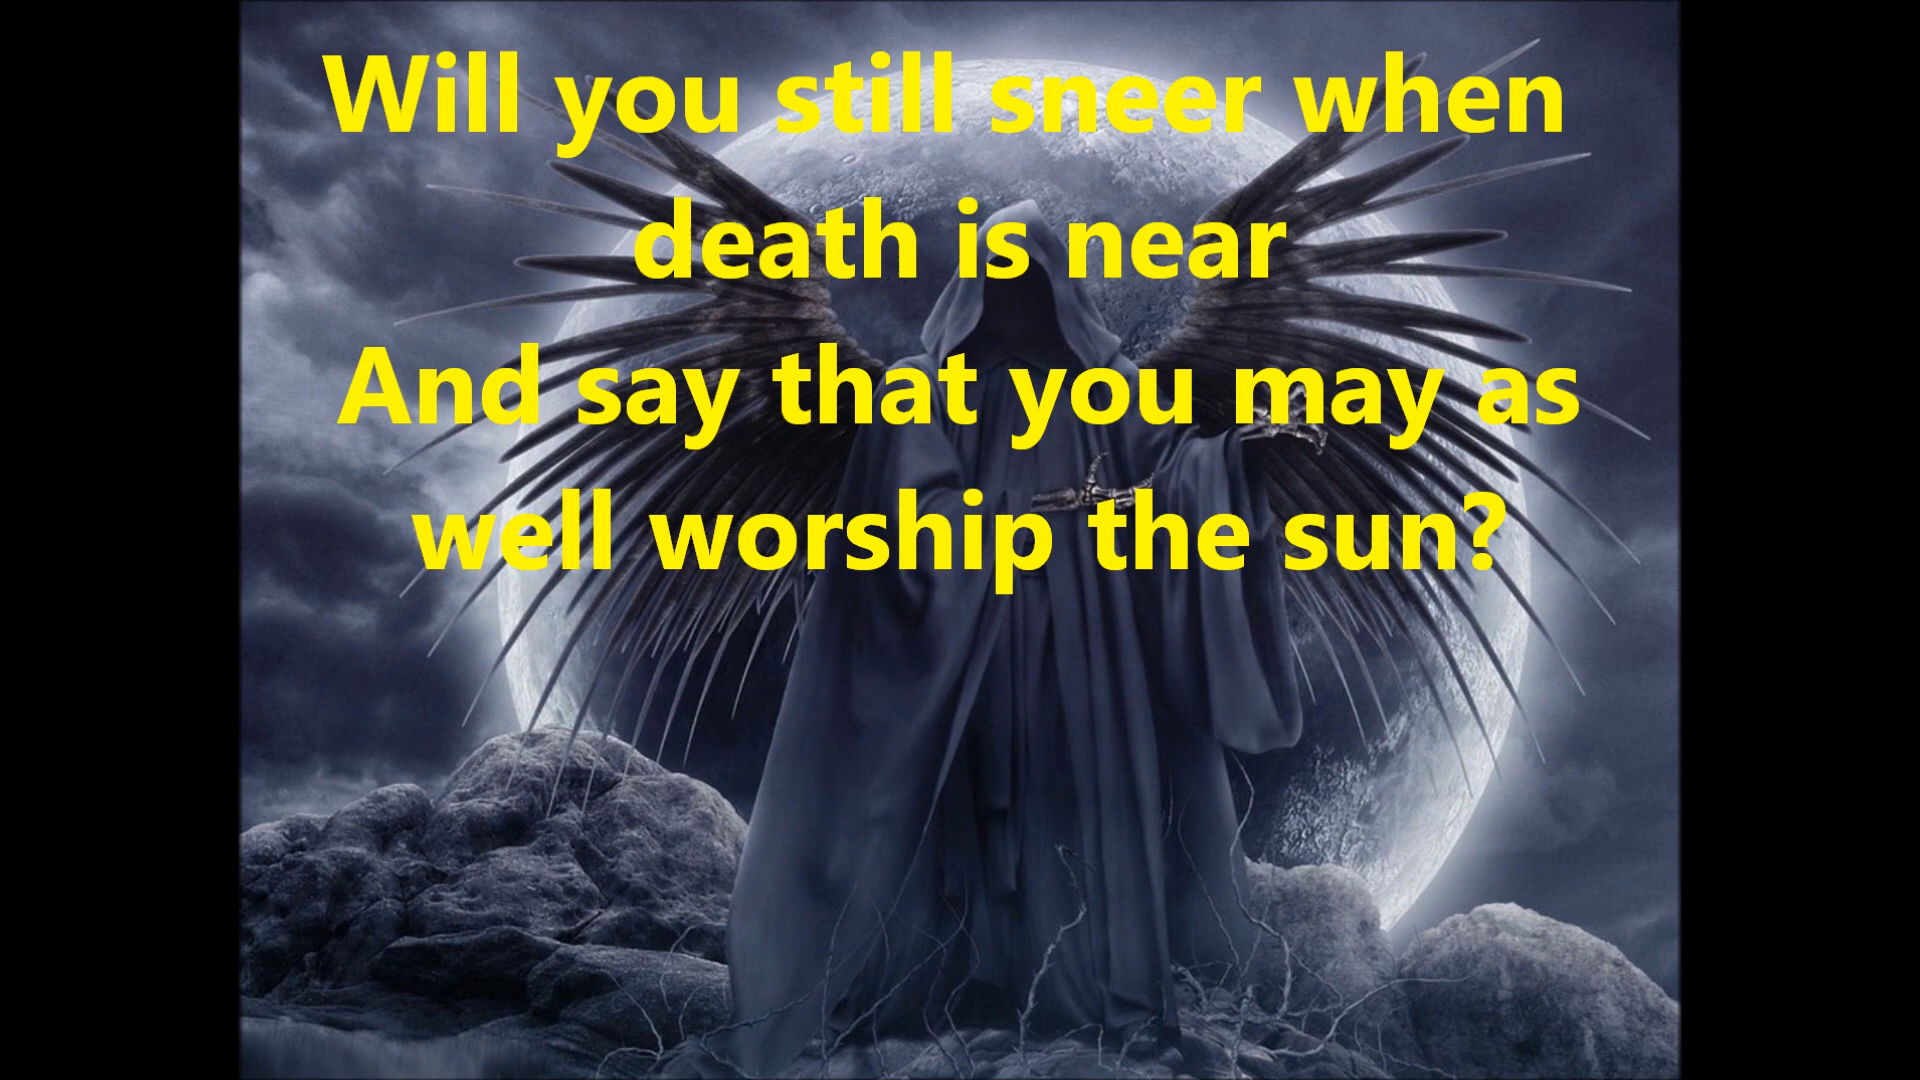 Will you still sneer when
death is near
And say that you may as
well worship the sun?